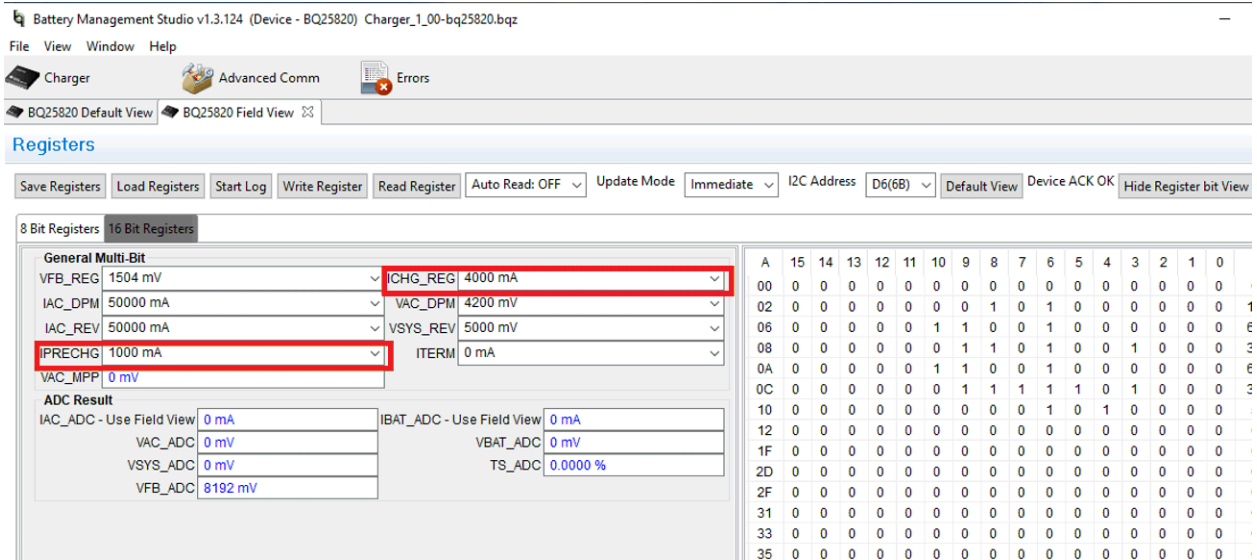 Battery Management Studio v1.3.124 (Device - BQ25820) Charger_1_00-bq25820.bqz
File View Window Help
Charger Advanced Comm Errors
BQ25820 Default View BQ25820 Field View
Registers
Save Registers Load Registers Start Log Write Register Read Register Auto Read: OFF Update Mode Immediate I2C Address D6(6B) Default View Device ACK OK Hide Register bit View
8 Bit Registers 16 Bit Registers
General Multi-Bit
VFB_REG 1504 mV ICHG_REG 4000 mA
IAC_DPM 50000 mA VAC_DPM 4200 mV
IAC_REV 50000 mA VSYS_REV 5000 mV
IPRECHG 1000 mA ITERM 0 mA
VAC_MPP 0 mV
ADC Result
IAC_ADC - Use Field View 0 mA IBAT_ADC - Use Field View 0 mA
VAC_ADC 0 mV VBAT_ADC 0 mV
VSYS_ADC 0 mV TS_ADC 0.0000 %
VFB_ADC 8192 mV
A 15 14 13 12 11 10 9 8 7 6 5 4 3 2 1 0
00 0 0 0 0 0 0 0 0 0 0 0 0 0 0 0 0
02 0 0 0 0 0 0 0 1 0 1 0 0 0 0 0 0
06 0 0 0 0 0 1 1 0 0 1 0 0 0 0 0 0
08 0 0 0 0 0 0 1 1 0 1 0 0 1 0 0 0
0A 0 0 0 0 0 1 1 0 0 1 0 0 0 0 0 0
0C 0 0 0 0 0 0 1 1 1 1 1 0 1 0 0 0
10 0 0 0 0 0 0 0 0 0 1 0 1 0 0 0 0
12 0 0 0 0 0 0 0 0 0 0 0 0 0 0 0 0
1F 0 0 0 0 0 0 0 0 0 0 0 0 0 0 0 0
2D 0 0 0 0 0 0 0 0 0 0 0 0 0 0 0 0
2F 0 0 0 0 0 0 0 0 0 0 0 0 0 0 0 0
31 0 0 0 0 0 0 0 0 0 0 0 0 0 0 0 0
33 0 0 0 0 0 0 0 0 0 0 0 0 0 0 0 0
35 0 0 0 0 0 0 0 0 0 0 0 0 0 0 0 0